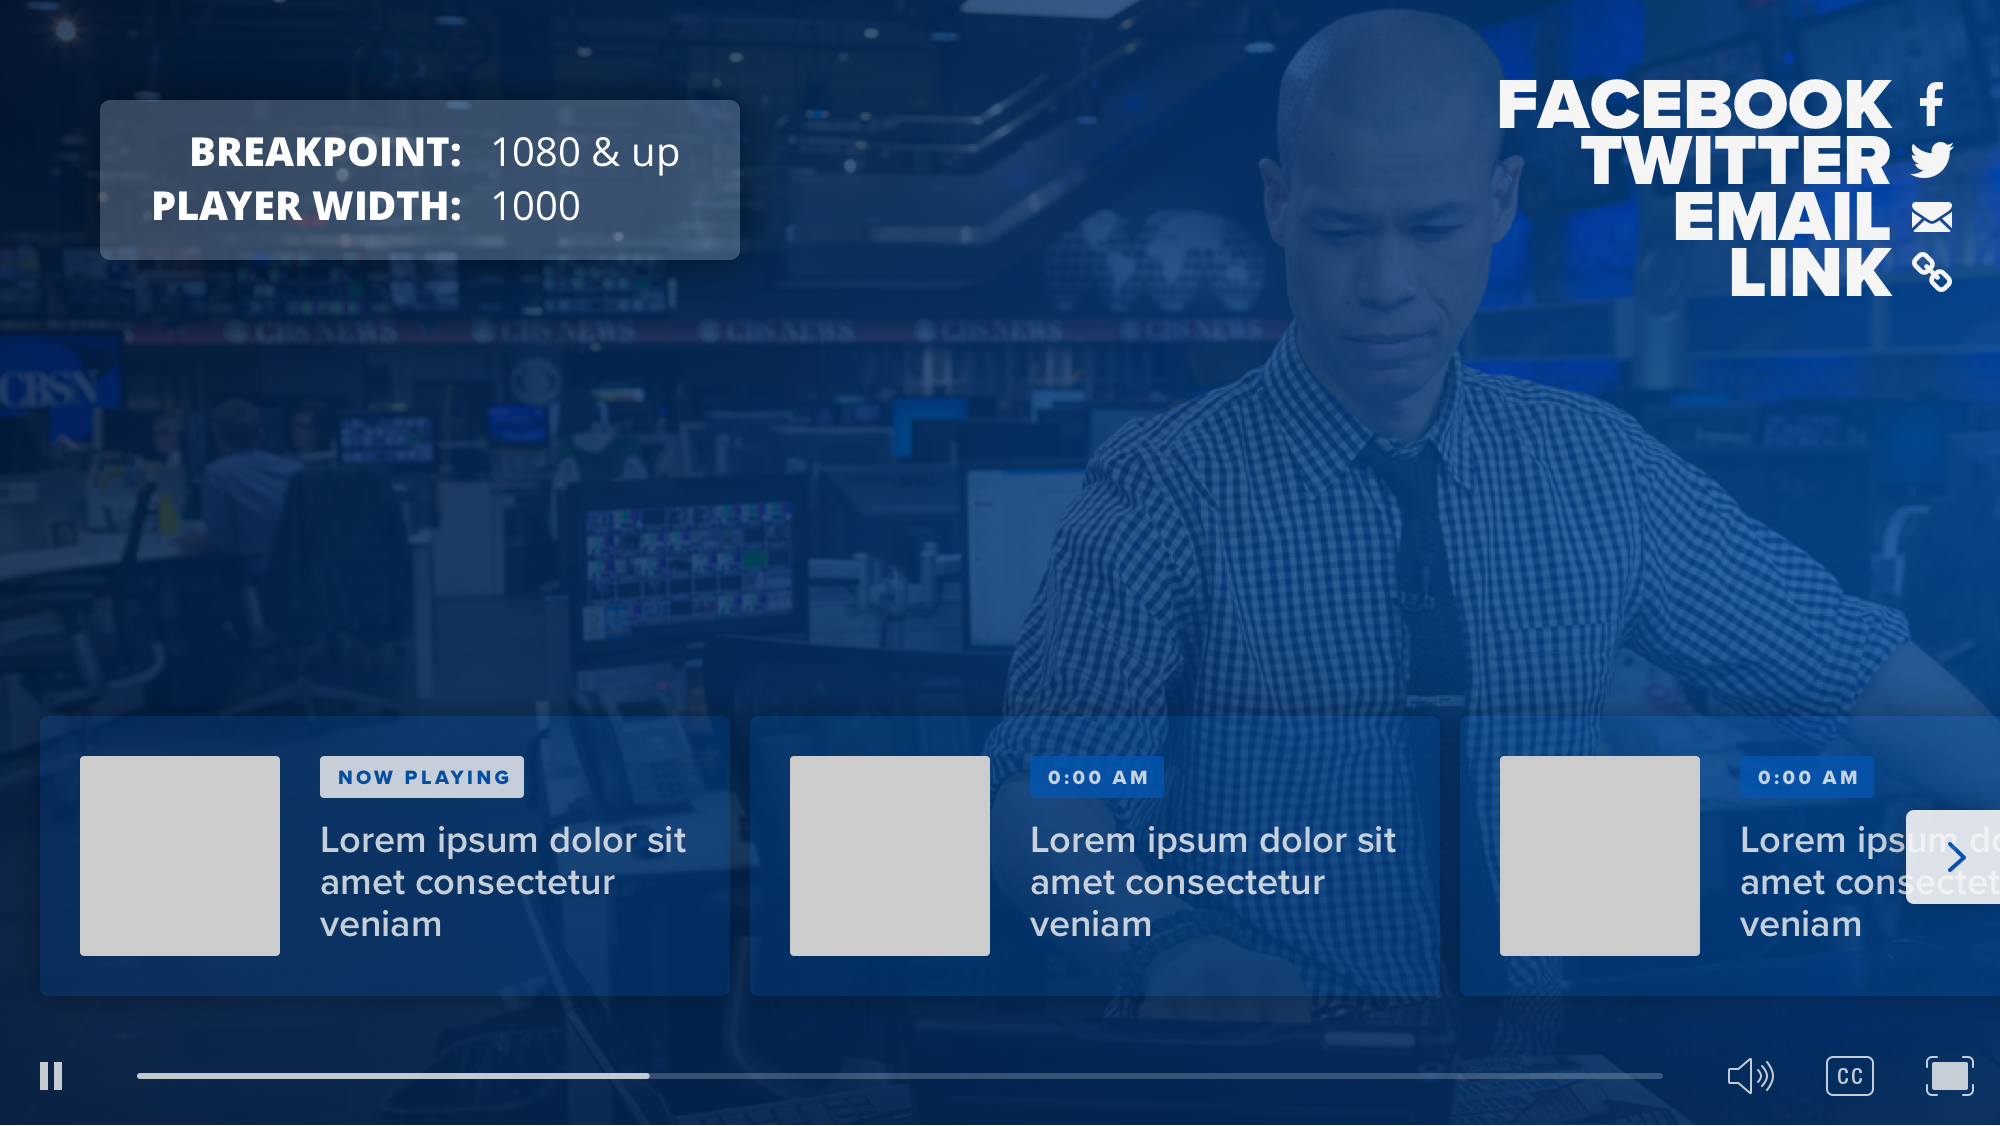 BREAKPOINT: 1080 & up
PLAYER WIDTH: 1000
FACEBOOK
TWITTER
EMAIL
LINK
CBS NEWS CBS NEWS CBS NEWS CBS NEWS CBS NEWS
CBSN
NOW PLAYING
Lorem ipsum dolor sit
amet consectetur
veniam
0:00 AM
Lorem ipsum dolor sit
amet consectetur
veniam
0:00 AM
Lorem ipsum do
amet consectet
veniam
CC